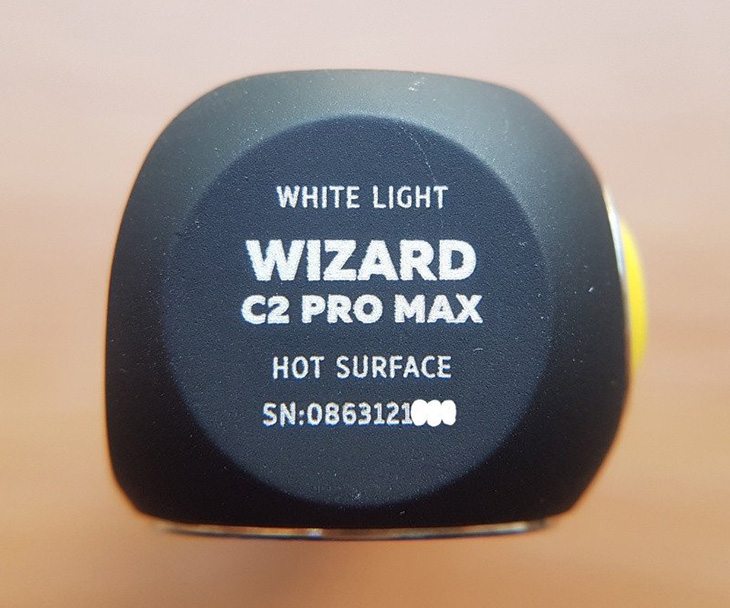 WHITE LIGHT
WIZARD
C2 PRO MAX
HOT SURFACE
SN:0863121